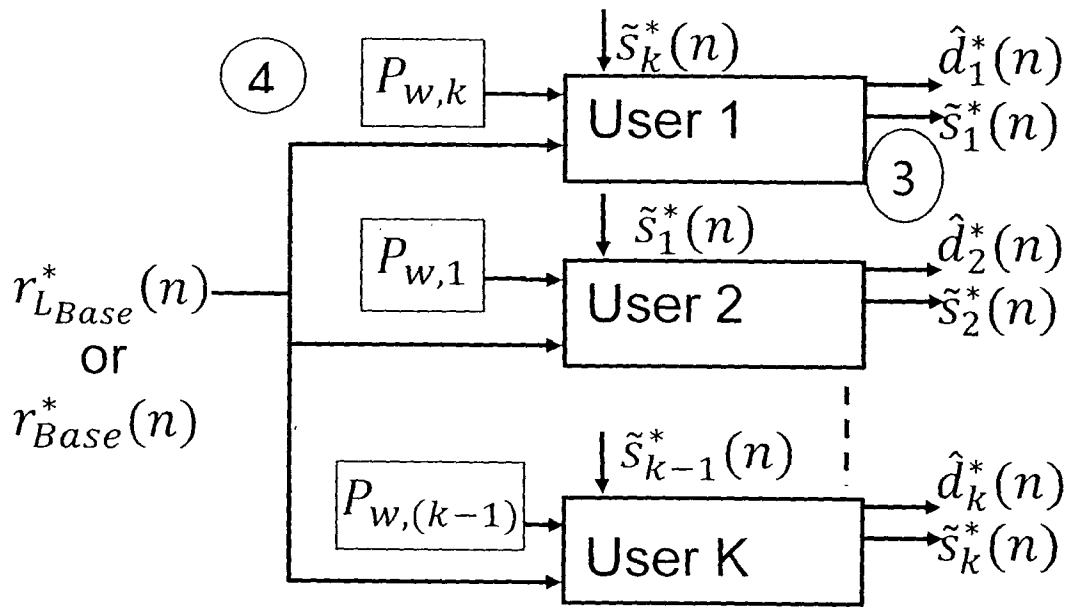 4
P_{w,k}
s̃*_k(n)
User 1
d̂*_1(n)
s̃*_1(n)
3
P_{w,1}
s̃*_1(n)
User 2
d̂*_2(n)
s̃*_2(n)
r*_{L_{Base}}(n)
or
r*_{Base}(n)
P_{w,(k−1)}
s̃*_{k−1}(n)
User K
d̂*_k(n)
s̃*_k(n)